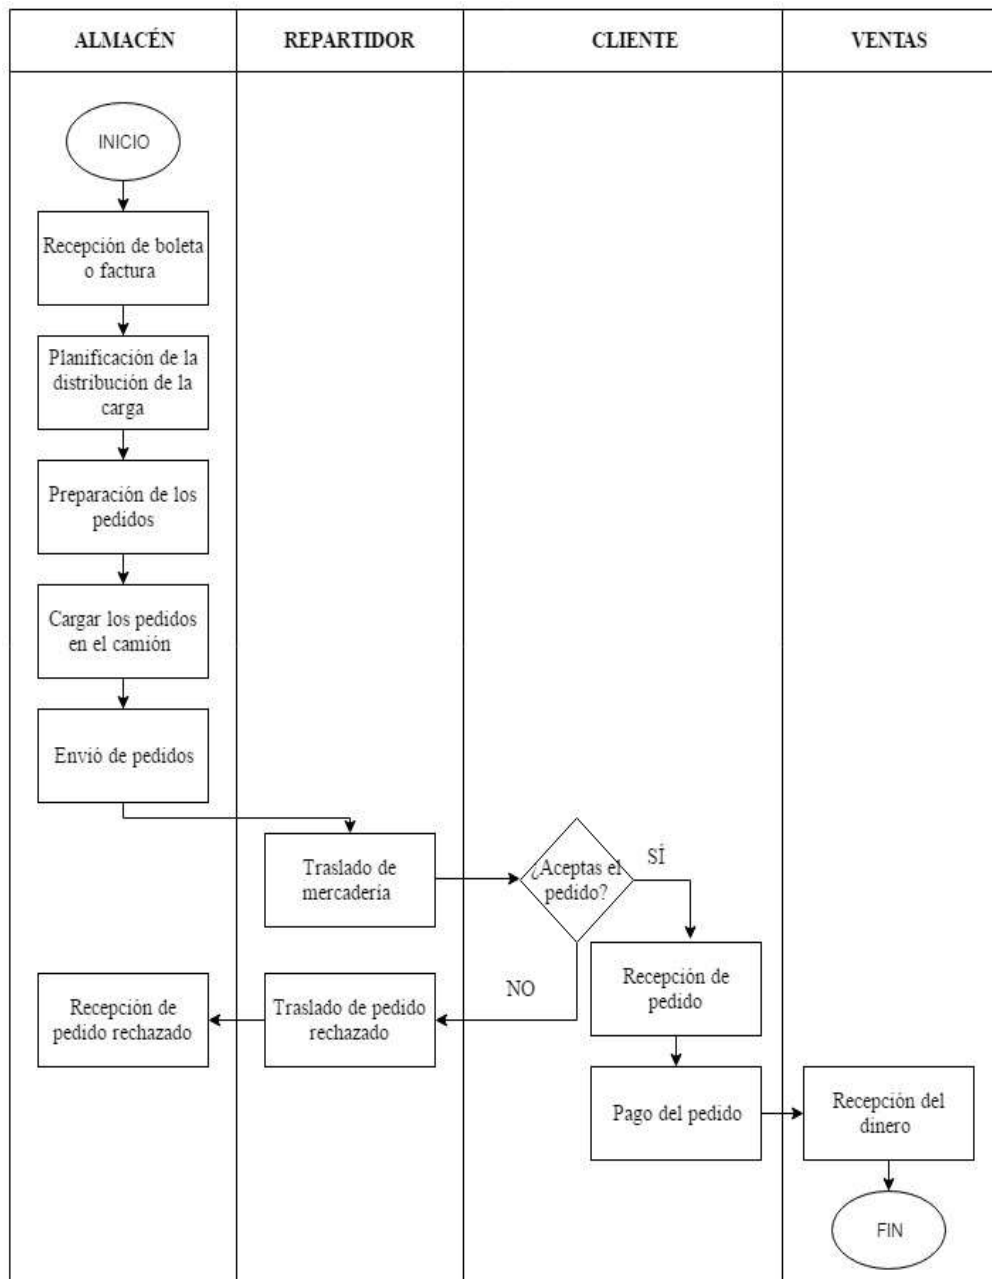 ALMACÉN
REPARTIDOR
CLIENTE
VENTAS
INICIO
Recepción de boleta
o factura
Planificación de la
distribución de la
carga
Preparación de los
pedidos
Cargar los pedidos
en el camión
Envió de pedidos
Traslado de
mercadería
¿Aceptas el
pedido?
SÍ
NO
Recepción de
pedido
Traslado de pedido
rechazado
Recepción de
pedido rechazado
Pago del pedido
Recepción del
dinero
FIN